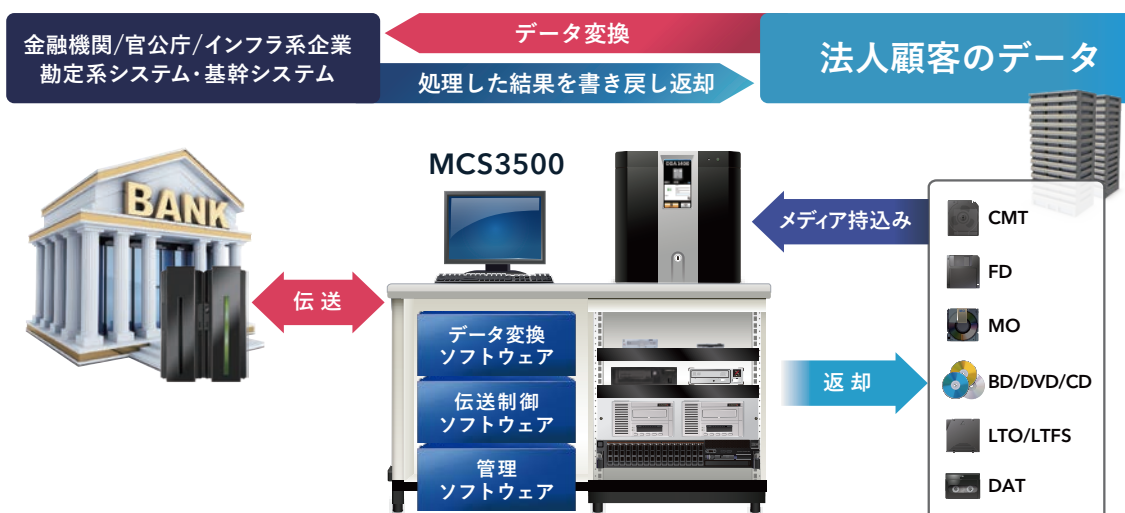 金融機関/官公庁/インフラ系企業
勘定系システム・基幹システム
データ変換
処理した結果を書き戻し返却
法人顧客のデータ
BANK
MCS3500
メディア持込み
伝送
データ変換
ソフトウェア
伝送制御
ソフトウェア
管理
ソフトウェア
返却
CMT
FD
MO
BD/DVD/CD
LTO/LTFS
DAT